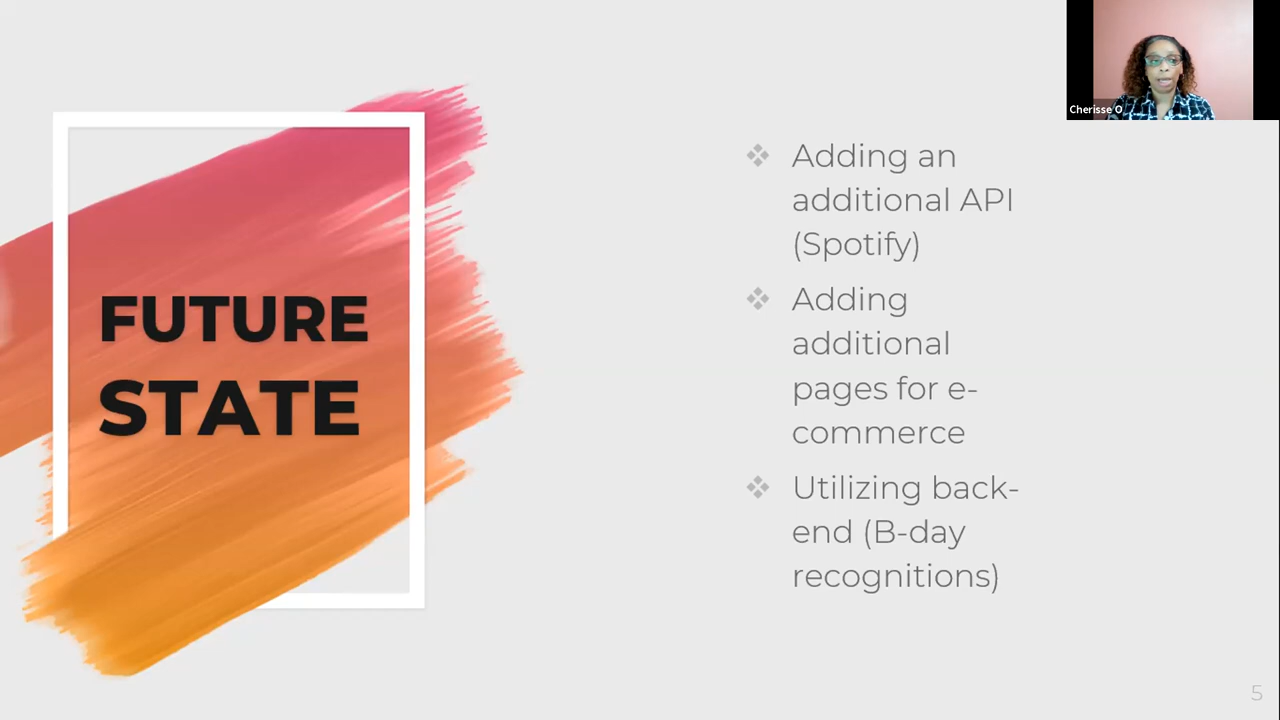 FUTURE
STATE
❖ Adding an
additional API
(Spotify)
❖ Adding
additional
pages for e-
commerce
❖ Utilizing back-
end (B-day
recognitions)
Cherisse O
5